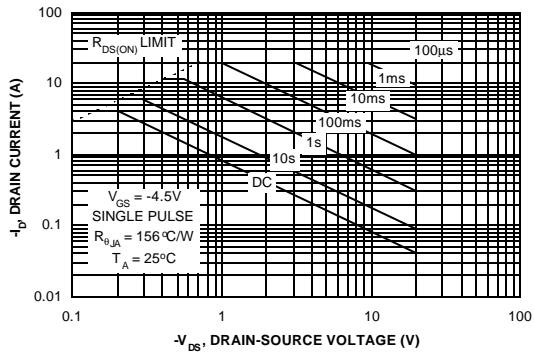 100
R_DS(ON) LIMIT
100µs
1ms
10
10ms
100ms
1s
1
10s
DC
V_GS = -4.5V
SINGLE PULSE
R_θJA = 156°C/W
T_A = 25°C
0.1
0.01
0.1
1
10
100
-I_D, DRAIN CURRENT (A)
-V_DS, DRAIN-SOURCE VOLTAGE (V)